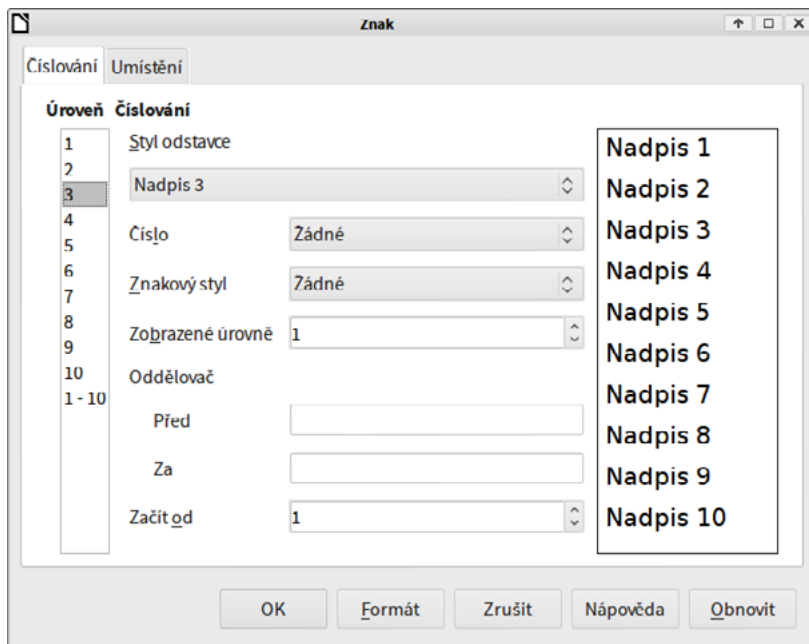 Znak
Číslování Umístění
Úroveň Číslování
1
2
3
4
5
6
7
8
9
10
1 - 10
Styl odstavce
Nadpis 3
Číslo Žádné
Znakový styl Žádné
Zobrazené úrovně 1
Oddělovač
Před
Za
Začít od 1
Nadpis 1
Nadpis 2
Nadpis 3
Nadpis 4
Nadpis 5
Nadpis 6
Nadpis 7
Nadpis 8
Nadpis 9
Nadpis 10
OK Formát Zrušit Nápověda Obnovit